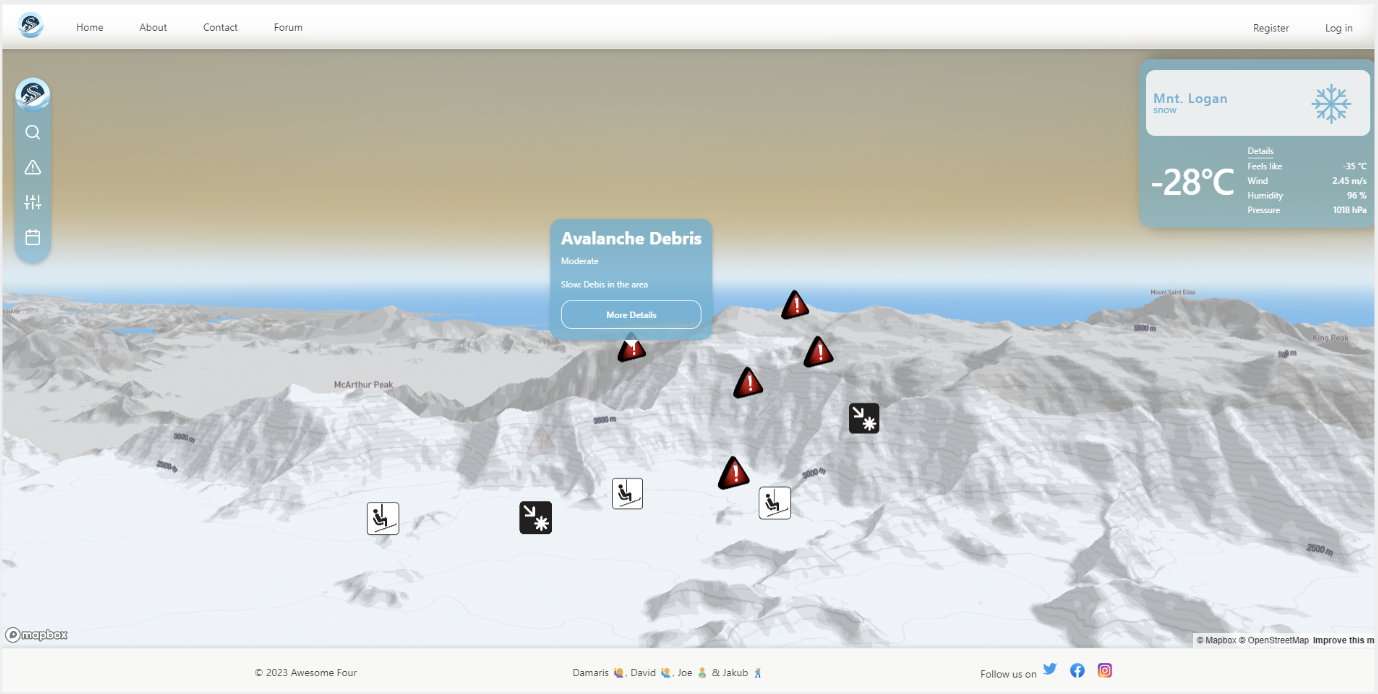 Home About Contact Forum Register Log in
Mnt. Logan
snow
-28°C
Details
Feels like -35 °C
Wind 2.45 m/s
Humidity 96 %
Pressure 1018 hPa
Avalanche Debris
Moderate
Slow: Debis in the area
More Details
Mount Saint Elias
1500 m
King Peak
McArthur Peak
3500 m
3000 m
2500 m
3000 m
2500 m
mapbox
© Mapbox © OpenStreetMap Improve this m
© 2023 Awesome Four
Damaris 🙋, David 🙋, Joe & Jakub
Follow us on